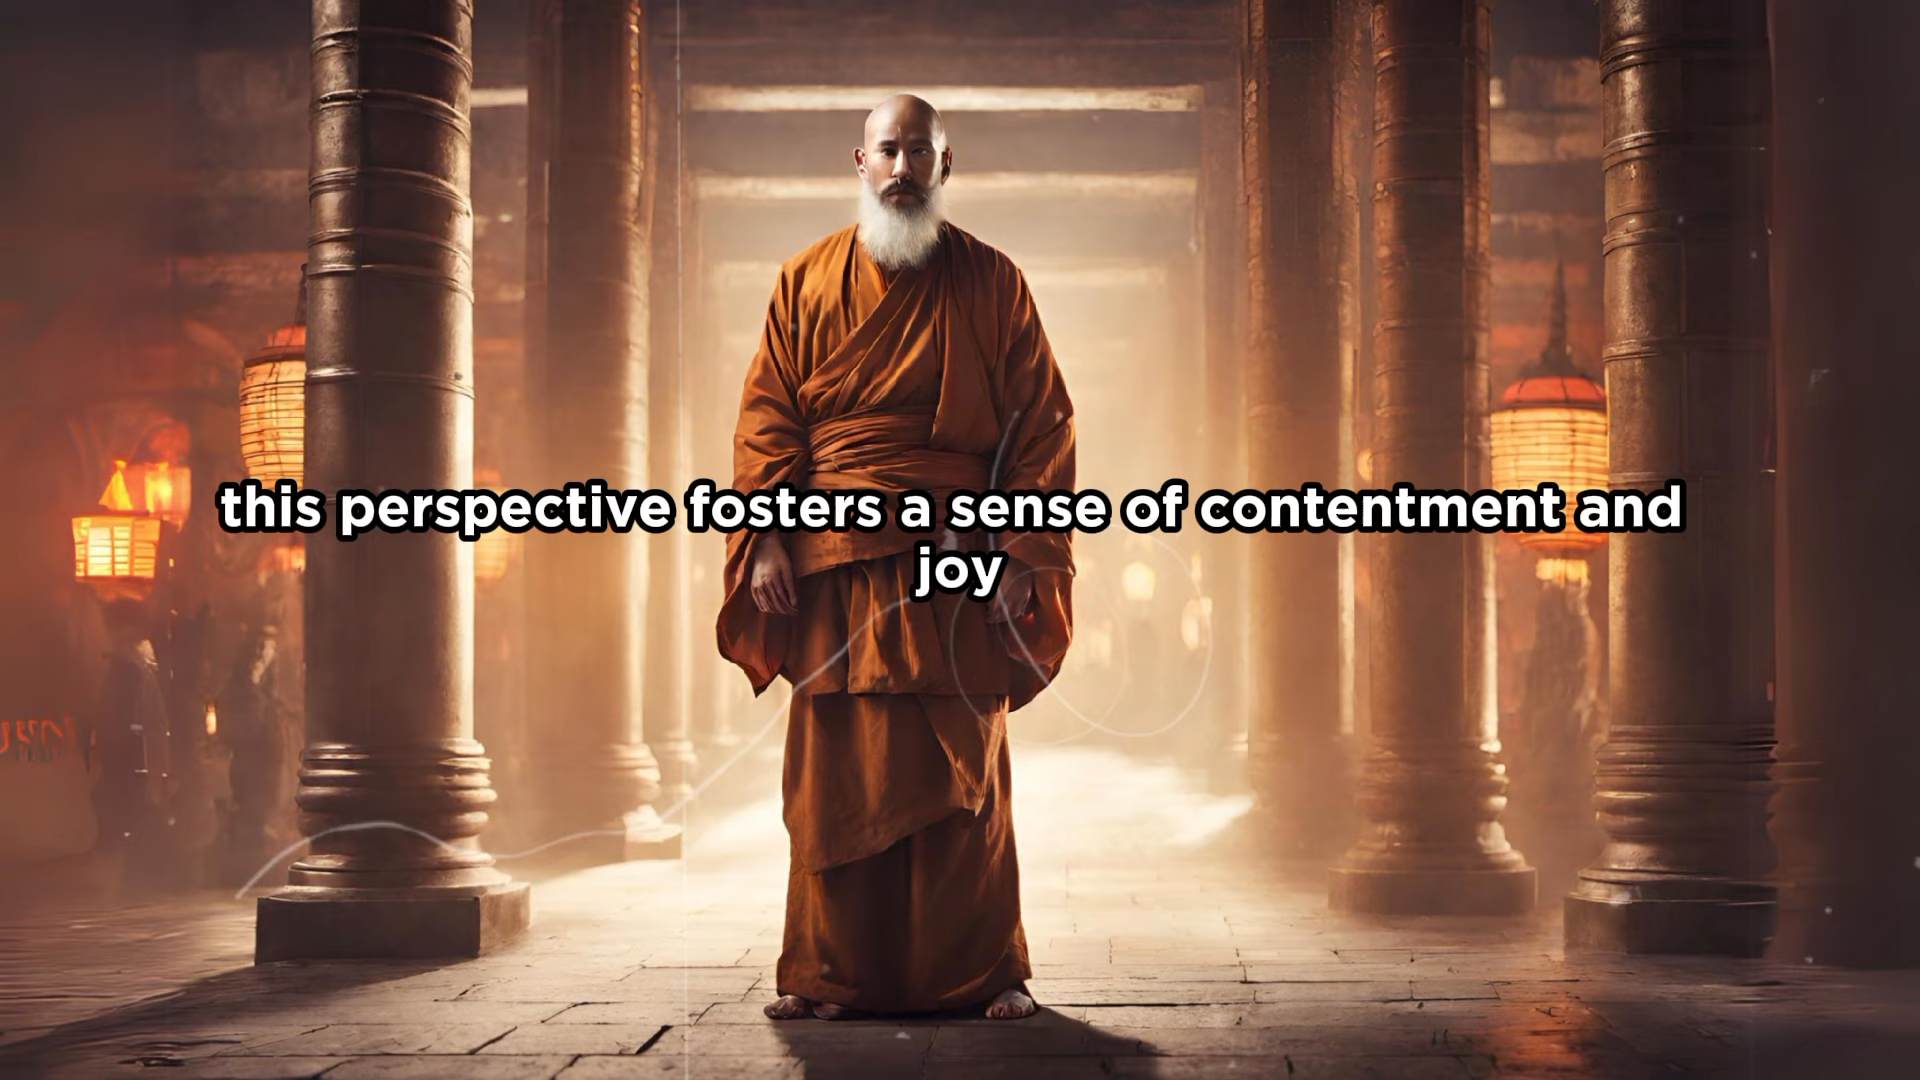 this perspective fosters a sense of contentment and
joy